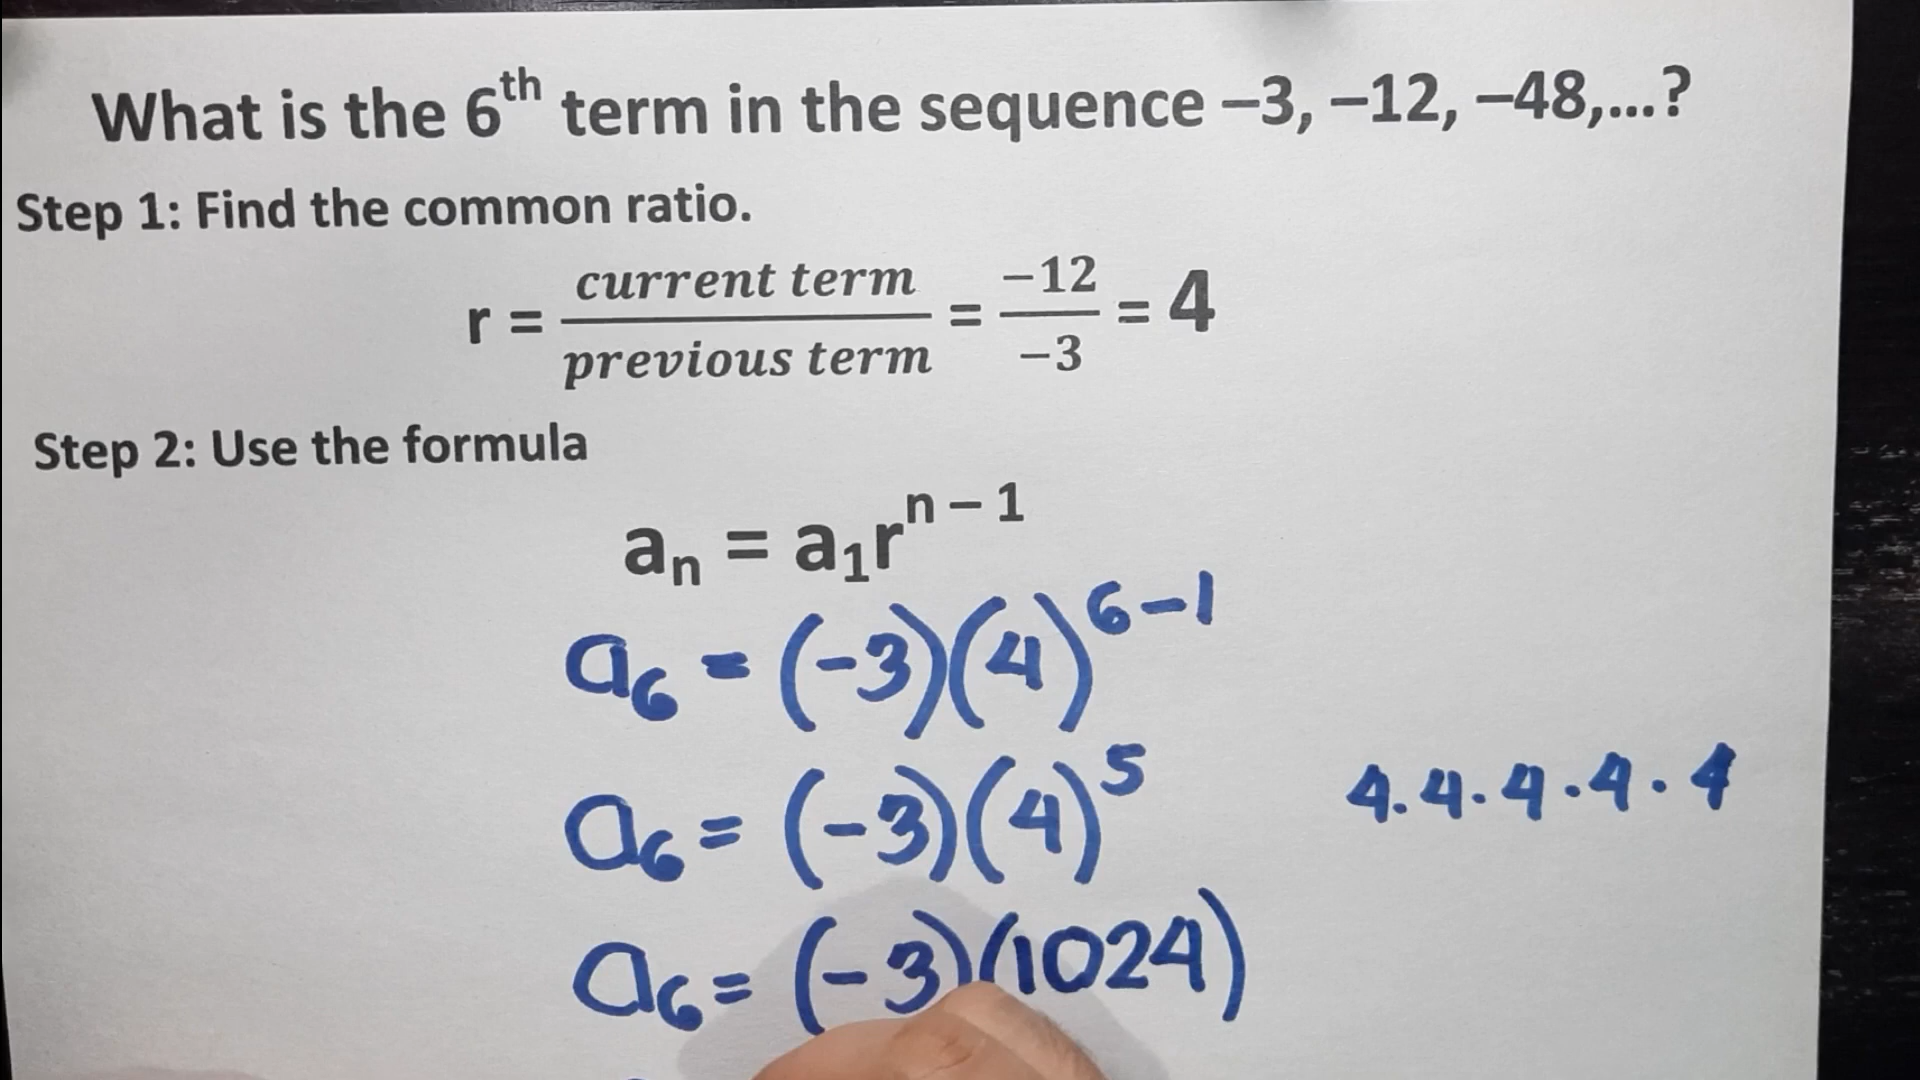 What is the 6th term in the sequence –3, –12, –48,...?
Step 1: Find the common ratio.
r = current term / previous term = –12 / –3 = 4
Step 2: Use the formula
aₙ = a₁rⁿ⁻¹
a₆ = (-3)(4)⁶⁻¹
a₆ = (-3)(4)⁵ 4.4.4.4.4
a₆ = (-3)(1024)